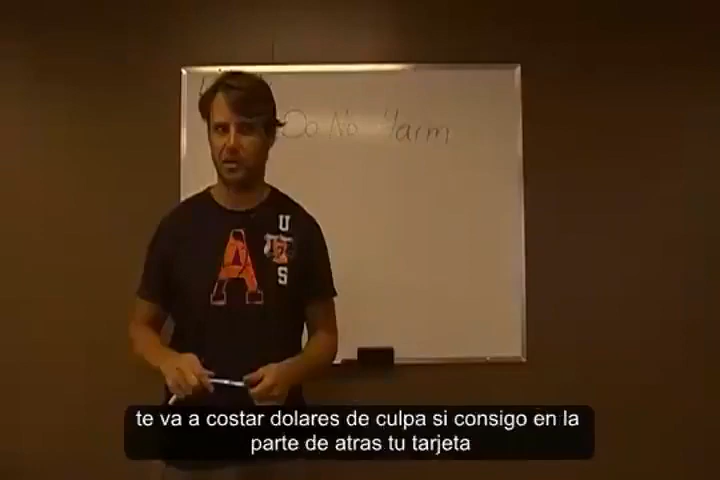 Do No Harm
A
U
S
te va a costar dolares de culpa si consigo en la
parte de atras tu tarjeta